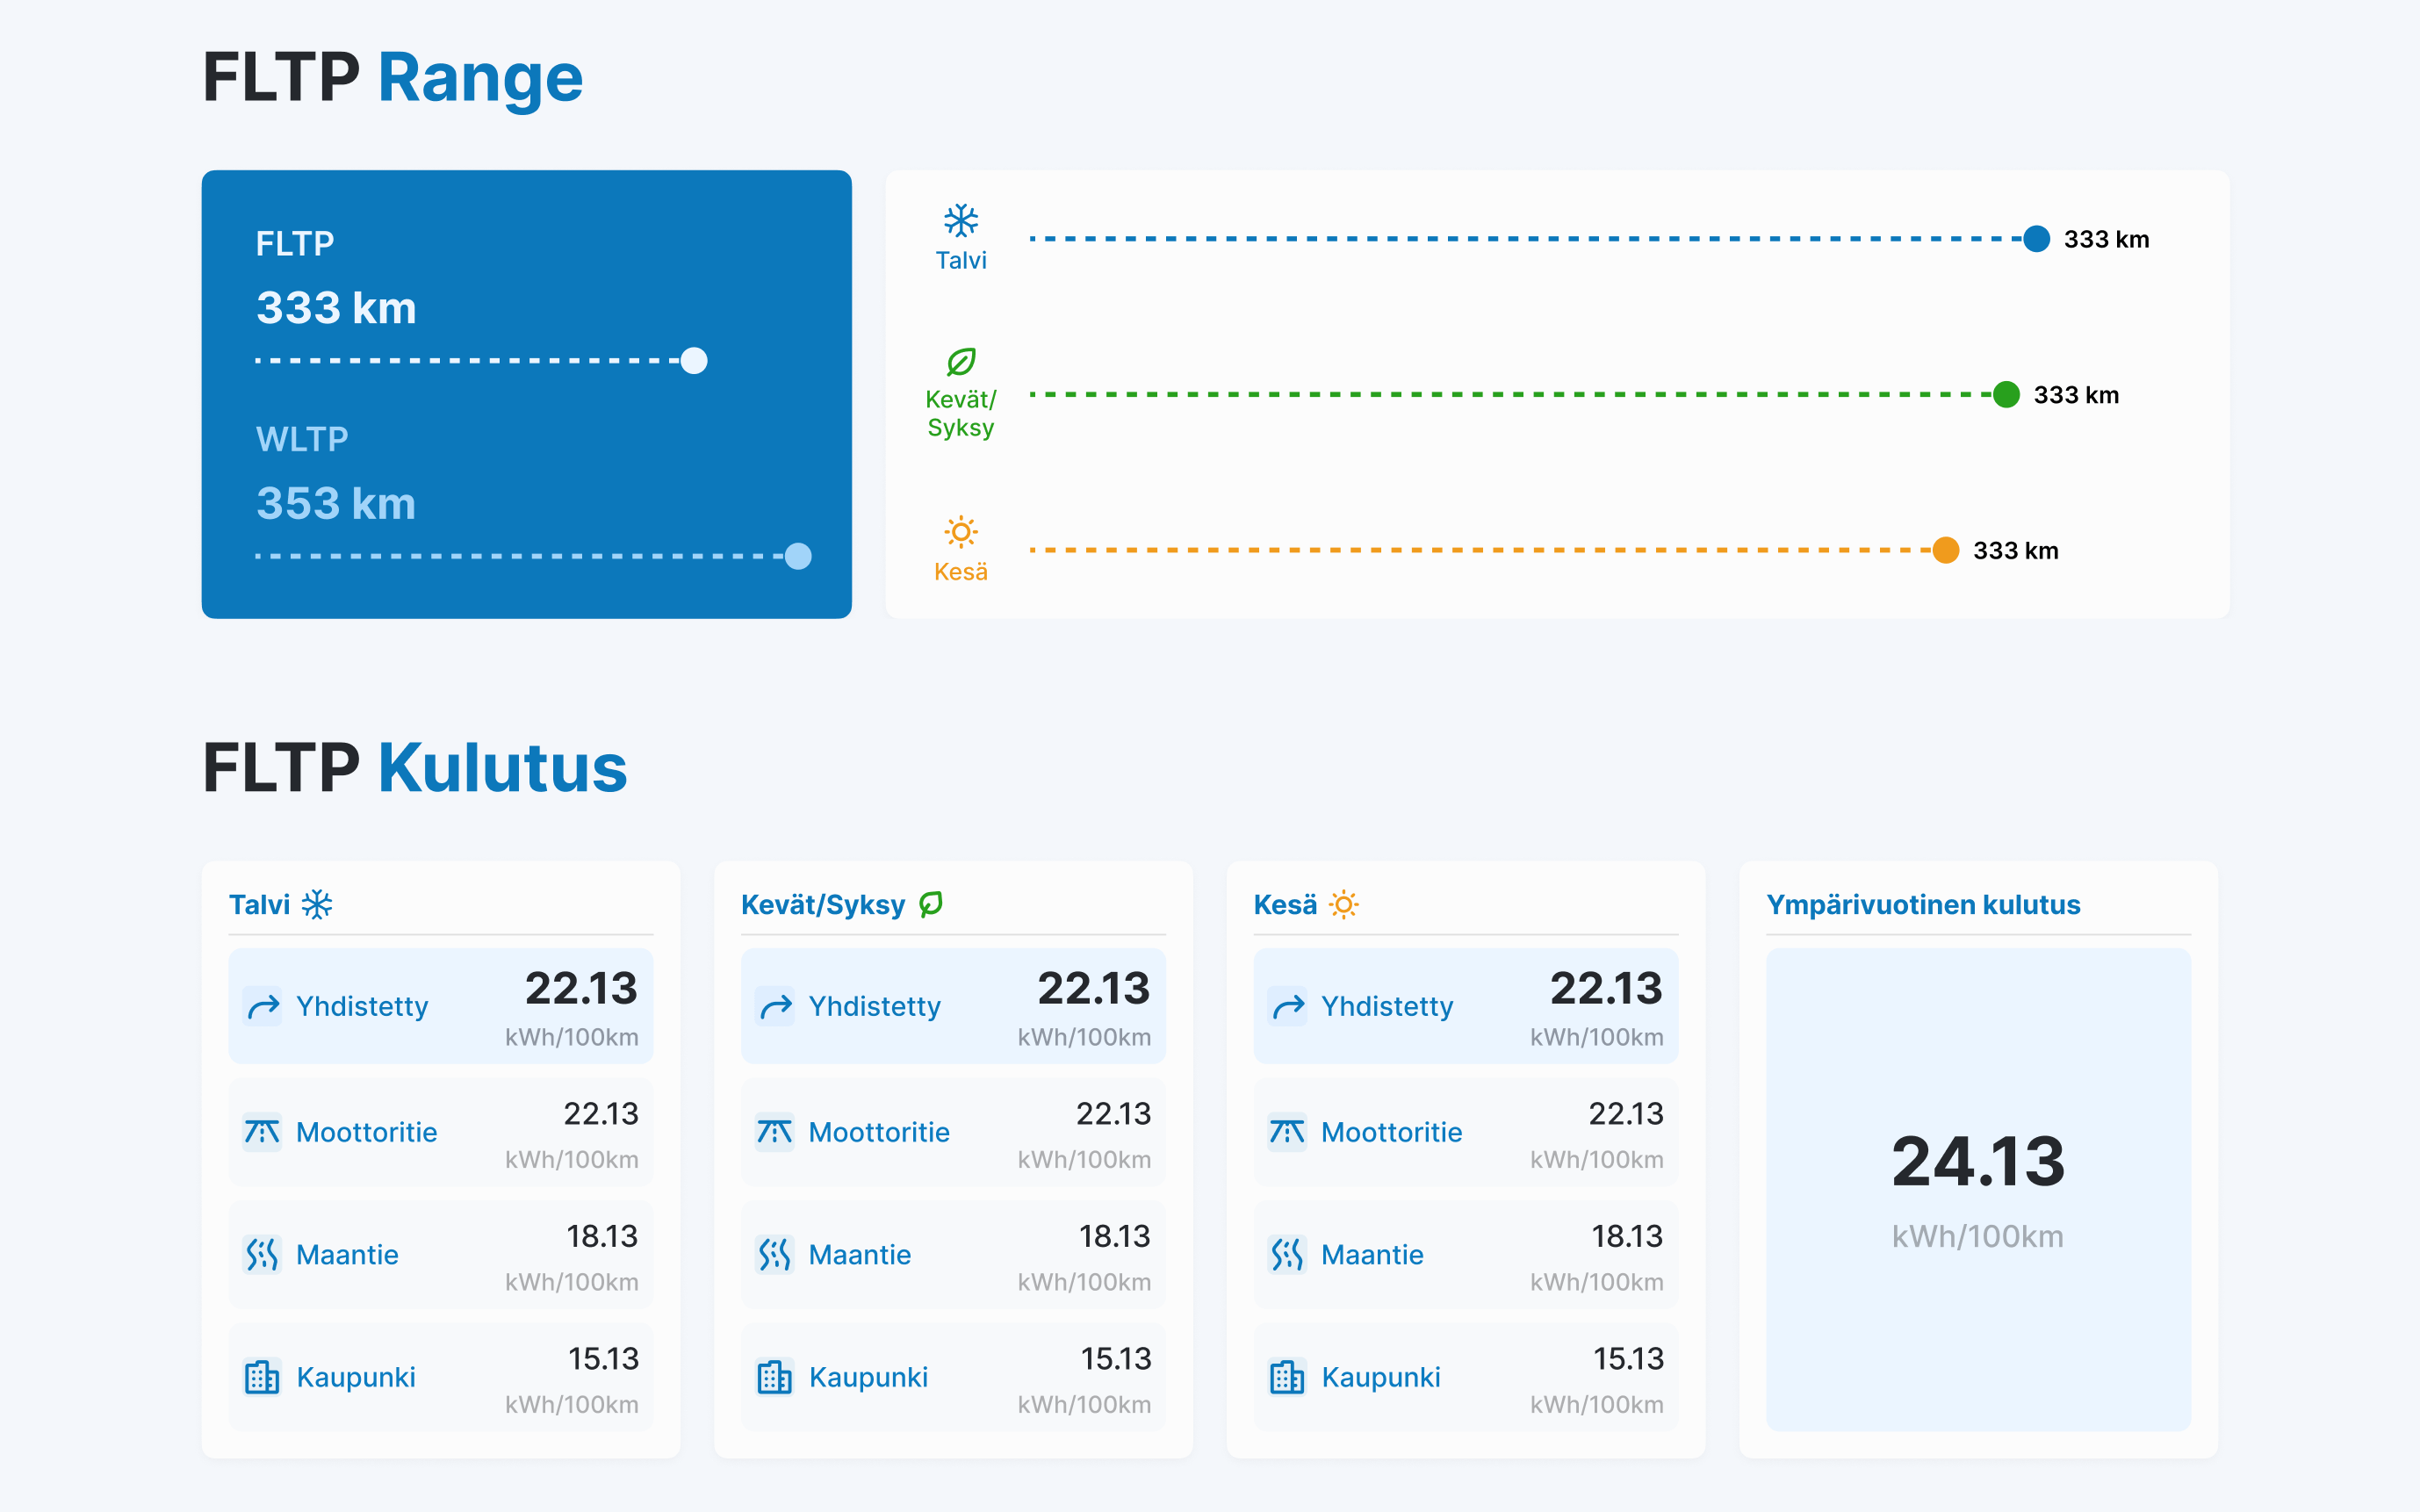 FLTP Range
FLTP
333 km
WLTP
353 km
Talvi
333 km
Kevät/
Syksy
333 km
Kesä
333 km
FLTP Kulutus
Talvi
Yhdistetty
22.13
kWh/100km
Moottoritie
22.13
kWh/100km
Maantie
18.13
kWh/100km
Kaupunki
15.13
kWh/100km
Kevät/Syksy
Yhdistetty
22.13
kWh/100km
Moottoritie
22.13
kWh/100km
Maantie
18.13
kWh/100km
Kaupunki
15.13
kWh/100km
Kesä
Yhdistetty
22.13
kWh/100km
Moottoritie
22.13
kWh/100km
Maantie
18.13
kWh/100km
Kaupunki
15.13
kWh/100km
Ympärivuotinen kulutus
24.13
kWh/100km